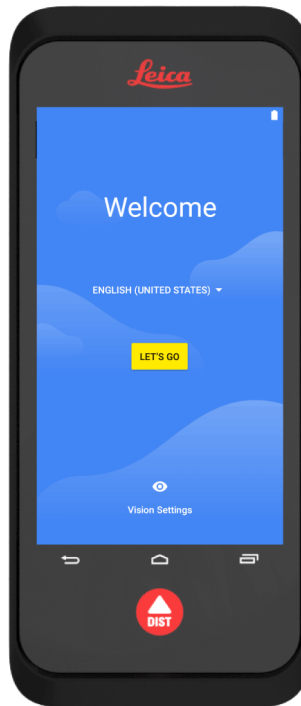 Leica
Welcome
ENGLISH (UNITED STATES)
LET'S GO
Vision Settings
DIST